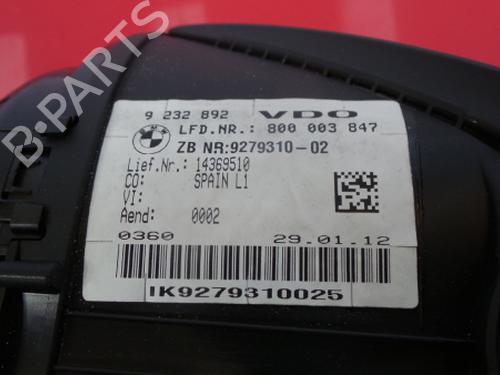 9 232 892 VDO
BMW
LFD.NR.: 800 003 847
ZB NR:9279310-02
Lief.Nr.: 14369510
CO: SPAIN L1
VI:
Aend: 0002
0360 29.01.12
IK9279310025
B-PARTS